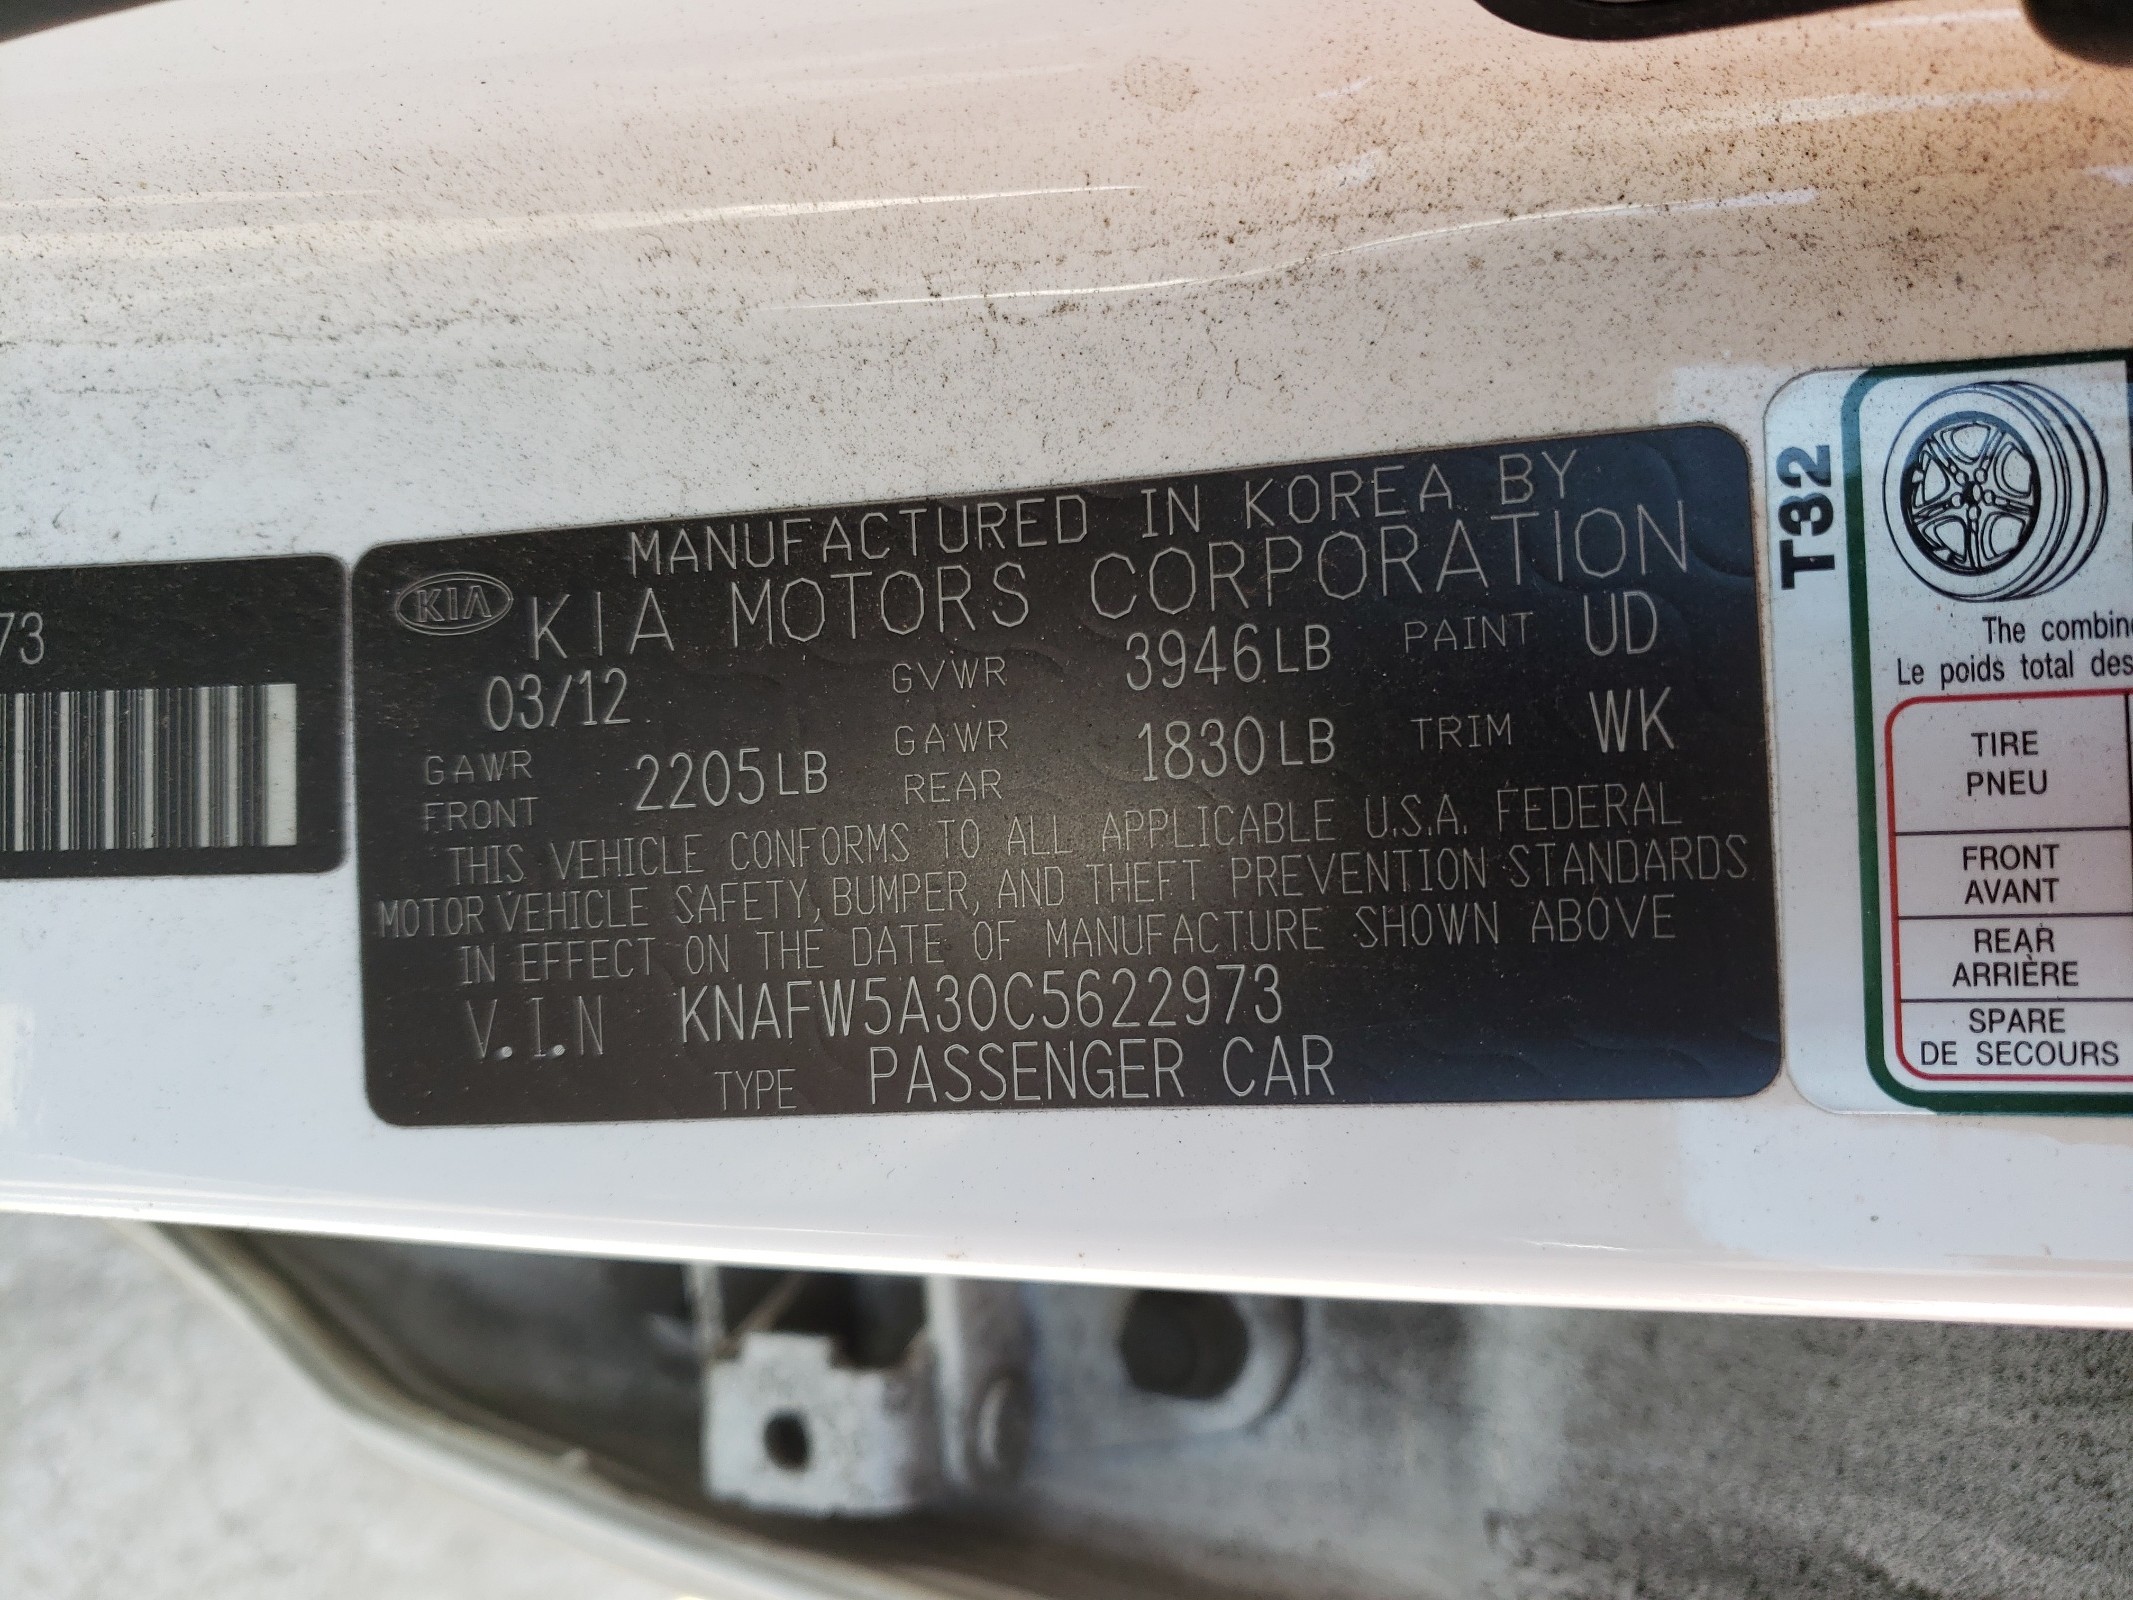 73
MANUFACTURED IN KOREA BY
KIA KIA MOTORS CORPORATION
03/12 GVWR 3946LB PAINT UD
GAWR FRONT 2205LB GAWR REAR 1830LB TRIM WK
THIS VEHICLE CONFORMS TO ALL APPLICABLE U.S.A. FEDERAL
MOTOR VEHICLE SAFETY, BUMPER, AND THEFT PREVENTION STANDARDS
IN EFFECT ON THE DATE OF MANUFACTURE SHOWN ABOVE
V.I.N KNAFW5A30C5622973
TYPE PASSENGER CAR
T32
The combin
Le poids total des
TIRE
PNEU
FRONT
AVANT
REAR
ARRIÈRE
SPARE
DE SECOURS